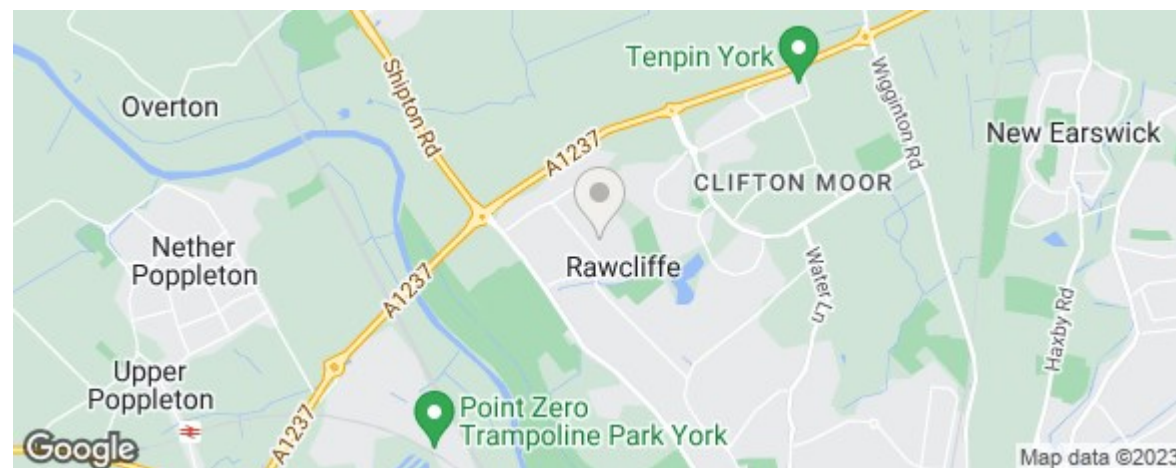 Tenpin York
Shipton Rd
Wigginton Rd
Overton
A1237
New Earswick
CLIFTON MOOR
Nether
Poppleton
Rawcliffe
A1237
Water Ln
Haxby Rd
Upper
Poppleton
Point Zero
Trampoline Park York
Google
Map data ©2023